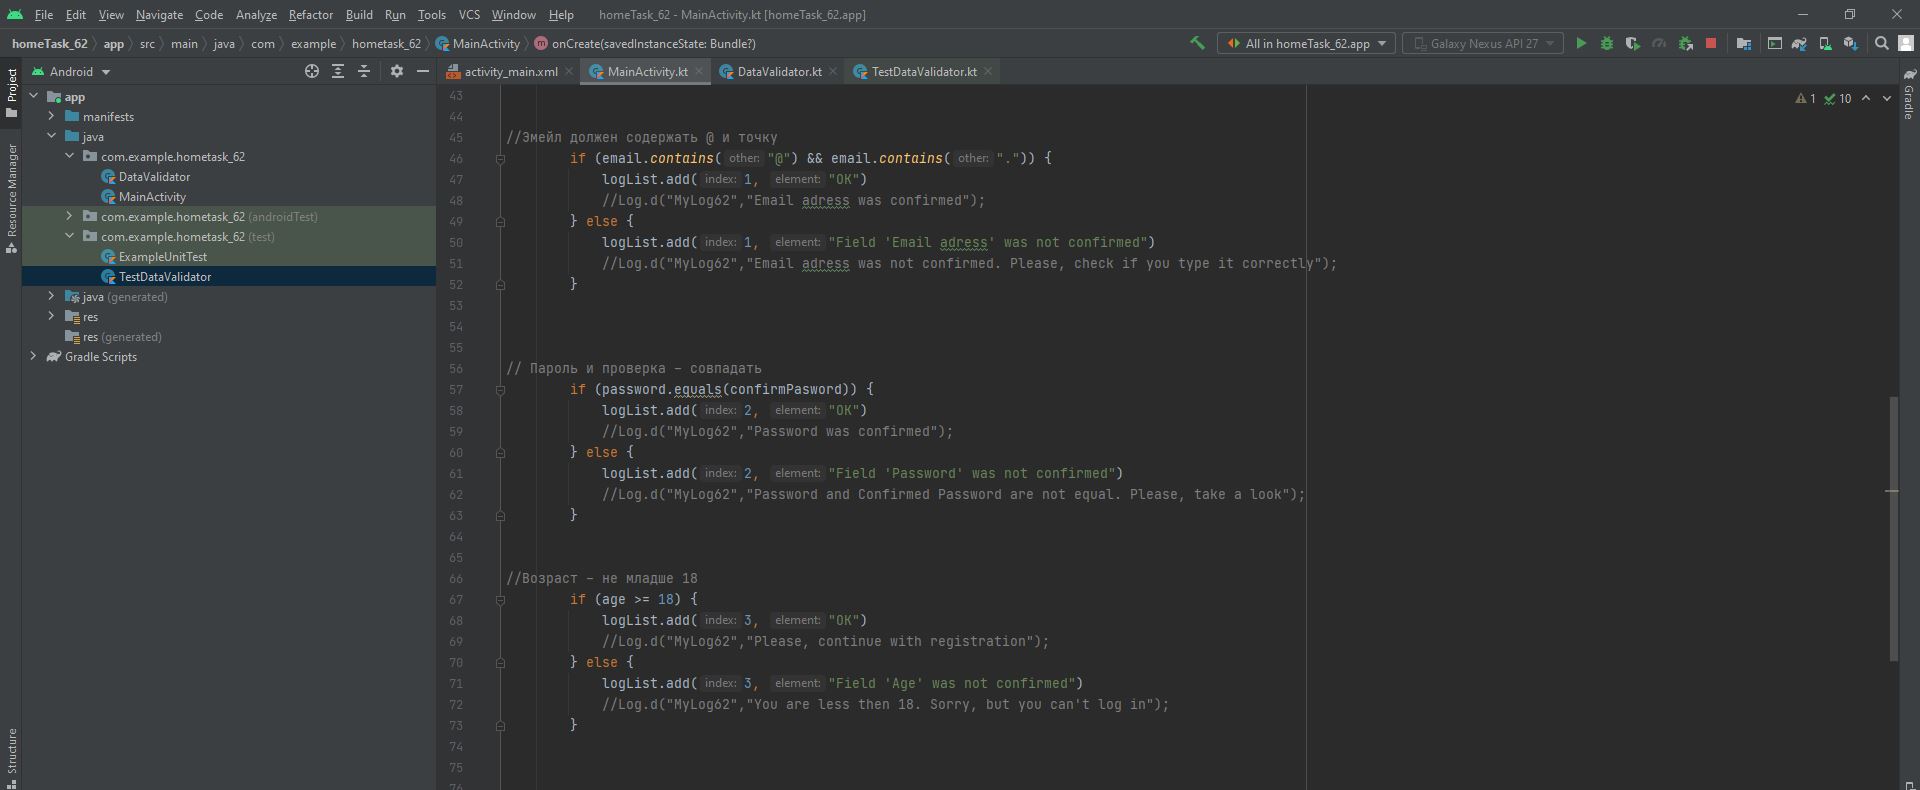 File Edit View Navigate Code Analyze Refactor Build Run Tools VCS Window Help homeTask_62 - MainActivity.kt [homeTask_62.app]
homeTask_62 app src main java com example hometask_62 MainActivity onCreate(savedInstanceState: Bundle?) All in homeTask_62.app Galaxy Nexus API 27
Project
Resource Manager
Structure
Android
app
manifests
java
com.example.hometask_62
DataValidator
MainActivity
com.example.hometask_62 (androidTest)
com.example.hometask_62 (test)
ExampleUnitTest
TestDataValidator
java (generated)
res
res (generated)
Gradle Scripts
activity_main.xml MainActivity.kt DataValidator.kt TestDataValidator.kt
1 10
Gradle
43
44
45 //Эмейл должен содержать @ и точку
46 if (email.contains( other: "@") && email.contains( other: ".")) {
47 logList.add( index: 1, element: "OK")
48 //Log.d("MyLog62","Email adress was confirmed");
49 } else {
50 logList.add( index: 1, element: "Field 'Email adress' was not confirmed")
51 //Log.d("MyLog62","Email adress was not confirmed. Please, check if you type it correctly");
52 }
53
54
55
56 // Пароль и проверка – совпадать
57 if (password.equals(confirmPasword)) {
58 logList.add( index: 2, element: "OK")
59 //Log.d("MyLog62","Password was confirmed");
60 } else {
61 logList.add( index: 2, element: "Field 'Password' was not confirmed")
62 //Log.d("MyLog62","Password and Confirmed Password are not equal. Please, take a look");
63 }
64
65
66 //Возраст – не младше 18
67 if (age >= 18) {
68 logList.add( index: 3, element: "OK")
69 //Log.d("MyLog62","Please, continue with registration");
70 } else {
71 logList.add( index: 3, element: "Field 'Age' was not confirmed")
72 //Log.d("MyLog62","You are less then 18. Sorry, but you can't log in");
73 }
74
75
76